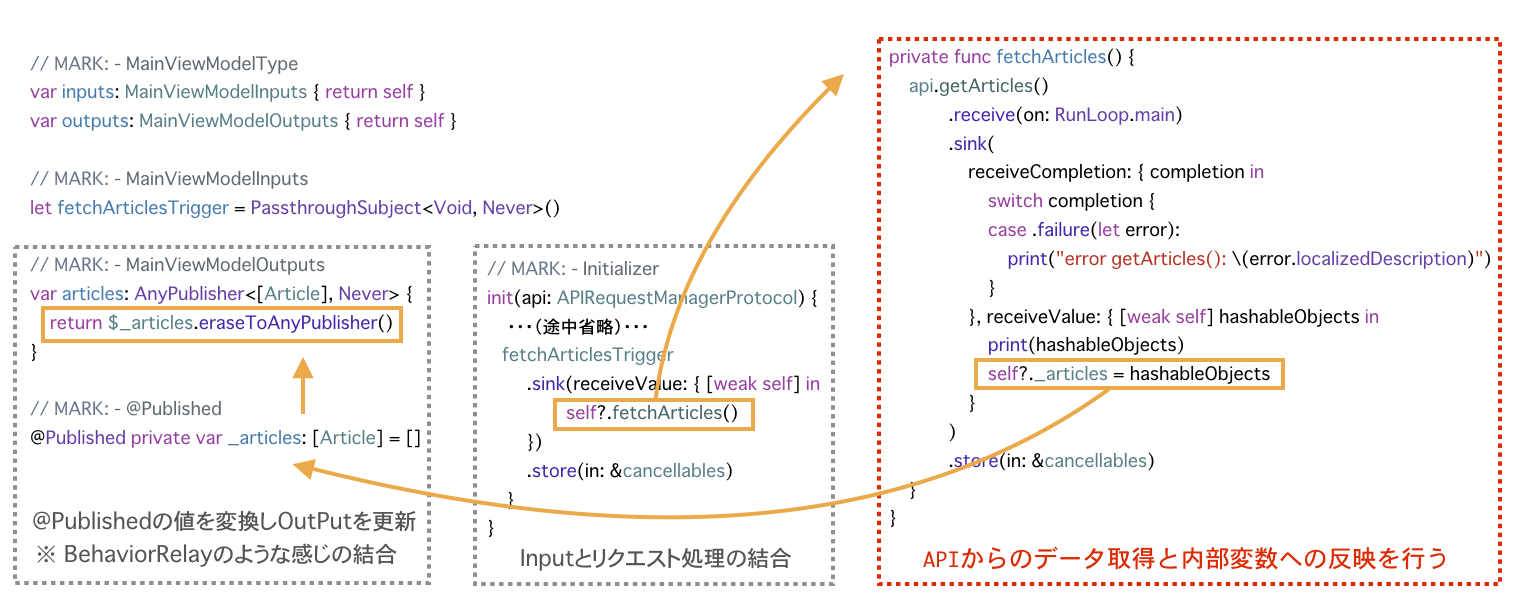 // MARK: - MainViewModelType
var inputs: MainViewModelInputs { return self }
var outputs: MainViewModelOutputs { return self }
// MARK: - MainViewModelInputs
let fetchArticlesTrigger = PassthroughSubject<Void, Never>()
// MARK: - MainViewModelOutputs
var articles: AnyPublisher<[Article], Never> {
return $_articles.eraseToAnyPublisher()
}
// MARK: - @Published
@Published private var _articles: [Article] = []
@Publishedの値を変換しOutPutを更新
※ BehaviorRelayのような感じの結合
// MARK: - Initializer
init(api: APIRequestManagerProtocol) {
・・・（途中省略）・・・
fetchArticlesTrigger
.sink(receiveValue: { [weak self] in
self?.fetchArticles()
})
.store(in: &cancellables)
}
}
Inputとリクエスト処理の結合
private func fetchArticles() {
api.getArticles()
.receive(on: RunLoop.main)
.sink(
receiveCompletion: { completion in
switch completion {
case .failure(let error):
print("error getArticles(): \(error.localizedDescription)")
}
}, receiveValue: { [weak self] hashableObjects in
print(hashableObjects)
self?._articles = hashableObjects
}
)
.store(in: &cancellables)
}
}
APIからのデータ取得と内部変数への反映を行う